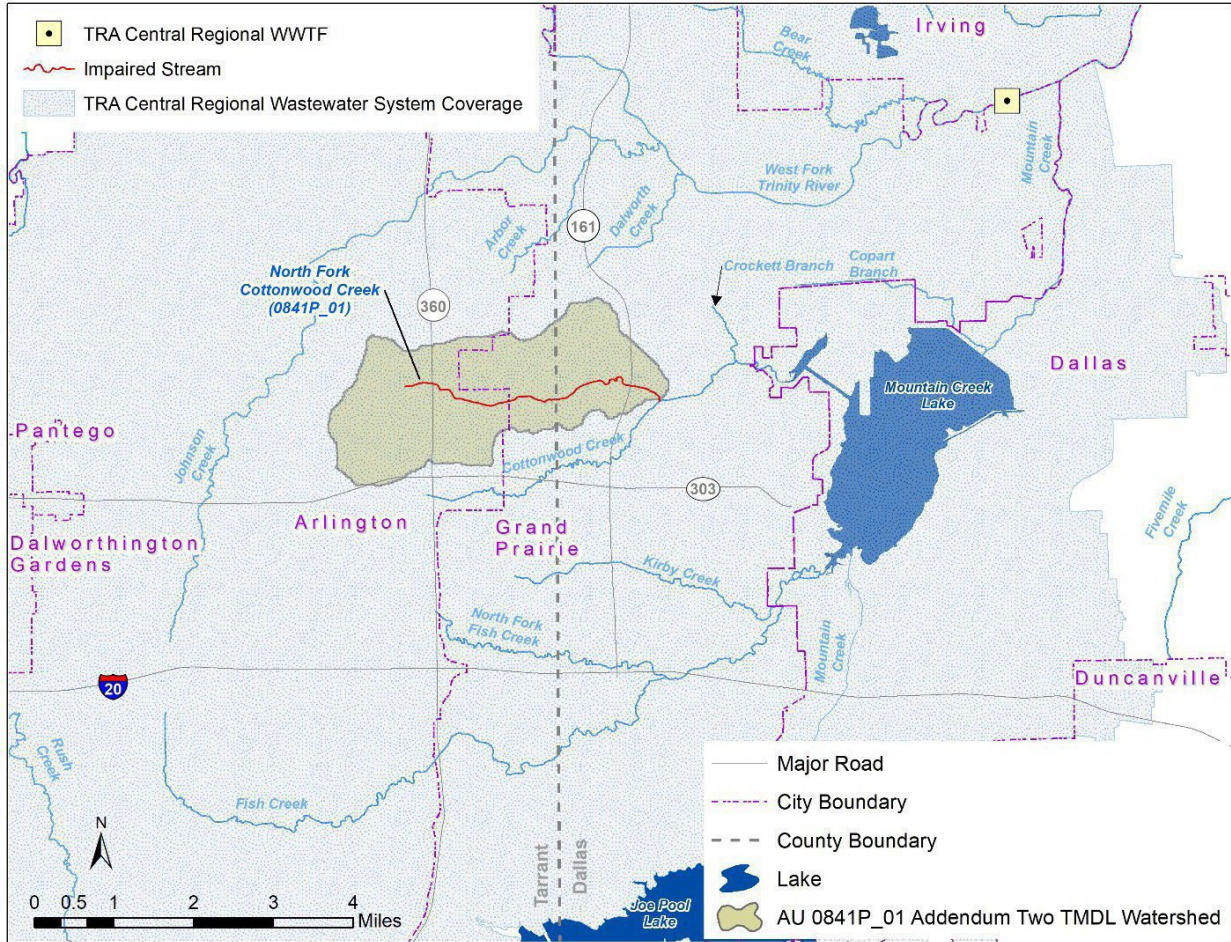 TRA Central Regional WWTF
Impaired Stream
TRA Central Regional Wastewater System Coverage
Irving
Bear
Creek
Mountain
Creek
West Fork
Trinity River
Arbor
Creek
161
Dalworth
Creek
North Fork
Cottonwood Creek
(0841P_01)
360
Crockett Branch
Copart
Branch
Dallas
Mountain Creek
Lake
Pantego
Johnson
Creek
Cottonwood Creek
303
Arlington
Grand
Prairie
Dalworthington
Gardens
Fivemile
Creek
Kirby Creek
North Fork
Fish Creek
Mountain
Creek
20
Duncanville
Rush
Creek
Fish Creek
Major Road
City Boundary
County Boundary
Lake
AU 0841P_01 Addendum Two TMDL Watershed
Tarrant
Dallas
Joe Pool
Lake
N
0 0.5 1 2 3 4
Miles